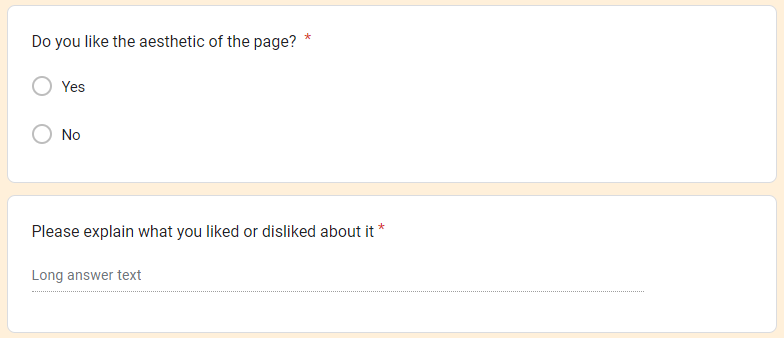 Do you like the aesthetic of the page? *
Yes
No
Please explain what you liked or disliked about it *
Long answer text